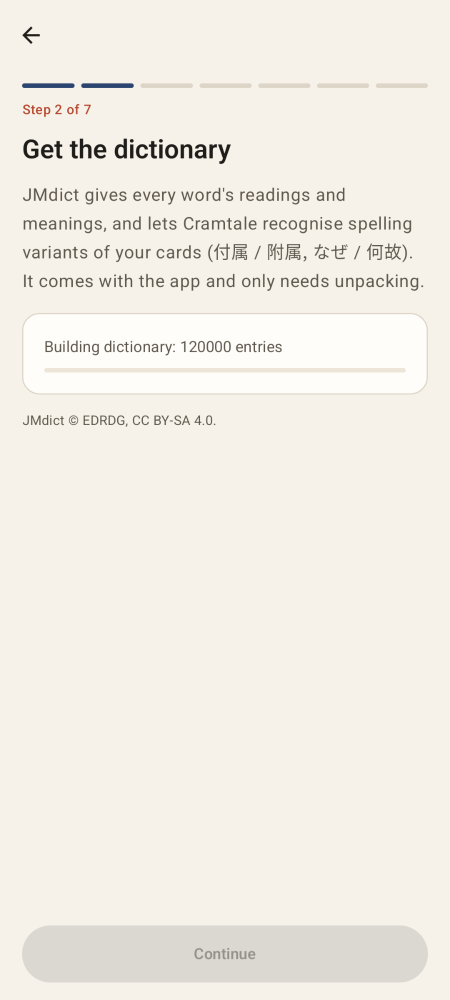 Step 2 of 7
Get the dictionary
JMdict gives every word's readings and
meanings, and lets Cramtale recognise spelling
variants of your cards (付属 / 附属, なぜ / 何故).
It comes with the app and only needs unpacking.
Building dictionary: 120000 entries
JMdict © EDRDG, CC BY-SA 4.0.
Continue